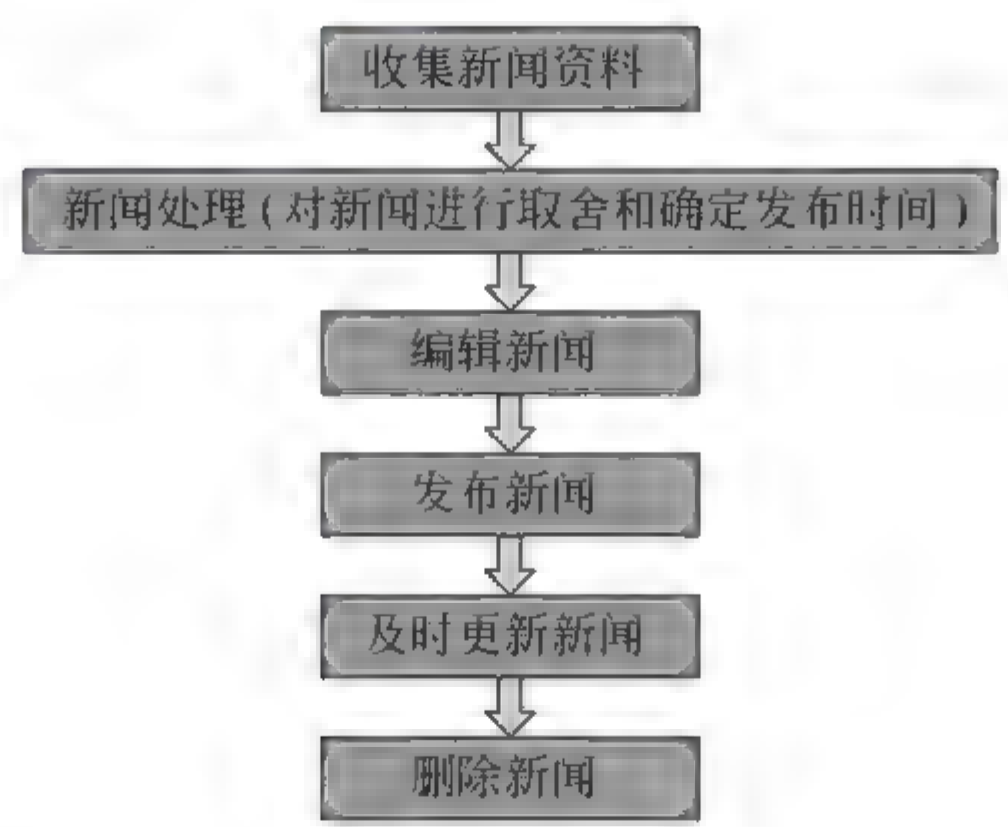 收集新闻资料
新闻处理(对新闻进行取舍和确定发布时间)
编辑新闻
发布新闻
及时更新新闻
删除新闻